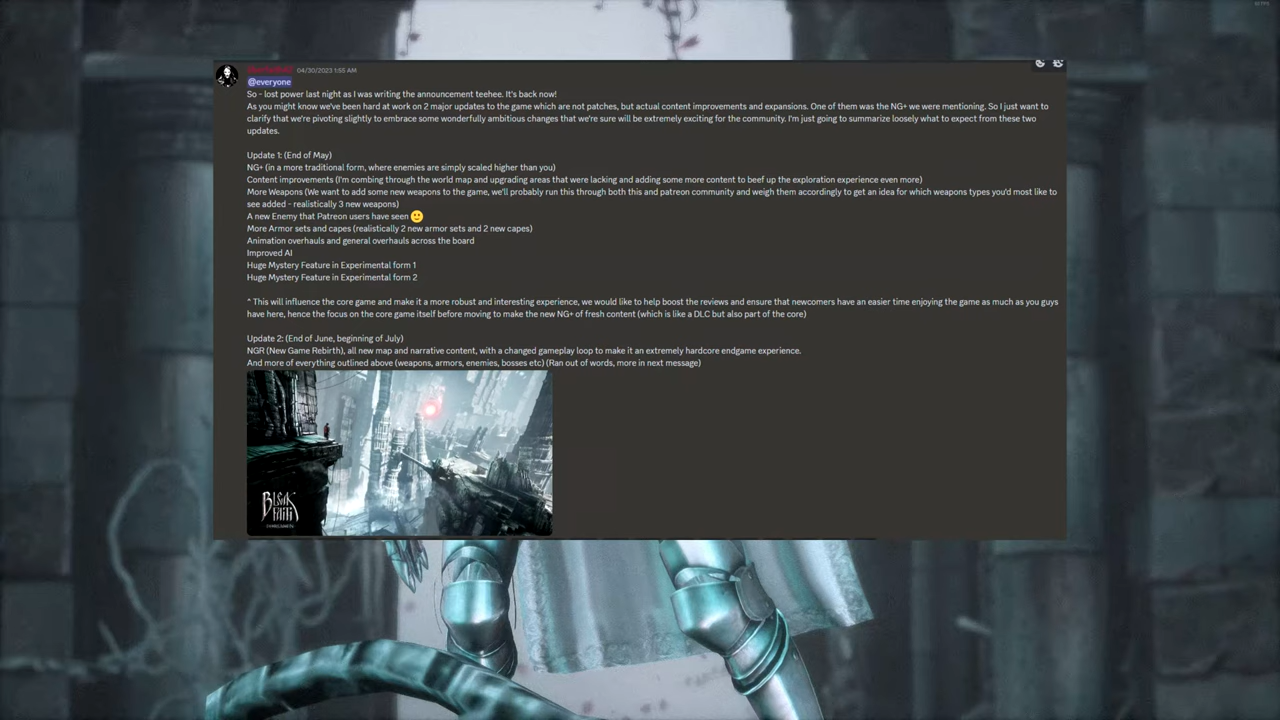 04/30/2023 1:55 AM
@everyone
So - lost power last night as I was writing the announcement teehee. It's back now!
As you might know we've been hard at work on 2 major updates to the game which are not patches, but actual content improvements and expansions. One of them was the NG+ we were mentioning. So I just want to
clarify that we're pivoting slightly to embrace some wonderfully ambitious changes that we're sure will be extremely exciting for the community. I'm just going to summarize loosely what to expect from these two
updates.
Update 1: (End of May)
NG+ (in a more traditional form, where enemies are simply scaled higher than you)
Content improvements (I'm combing through the world map and upgrading areas that were lacking and adding some more content to beef up the exploration experience even more)
More Weapons (We want to add some new weapons to the game, we'll probably run this through both this and patreon community and weigh them accordingly to get an idea for which weapons types you'd most like to
see added - realistically 3 new weapons)
A new Enemy that Patreon users have seen 🙂
More Armor sets and capes (realistically 2 new armor sets and 2 new capes)
Animation overhauls and general overhauls across the board
Improved AI
Huge Mystery Feature in Experimental form 1
Huge Mystery Feature in Experimental form 2
^ This will influence the core game and make it a more robust and interesting experience, we would like to help boost the reviews and ensure that newcomers have an easier time enjoying the game as much as you guys
have here, hence the focus on the core game itself before moving to make the new NG+ of fresh content (which is like a DLC but also part of the core)
Update 2: (End of June, beginning of July)
NGR (New Game Rebirth), all new map and narrative content, with a changed gameplay loop to make it an extremely hardcore endgame experience.
And more of everything outlined above (weapons, armors, enemies, bosses etc) (Ran out of words, more in next message)
Bleak
Faith